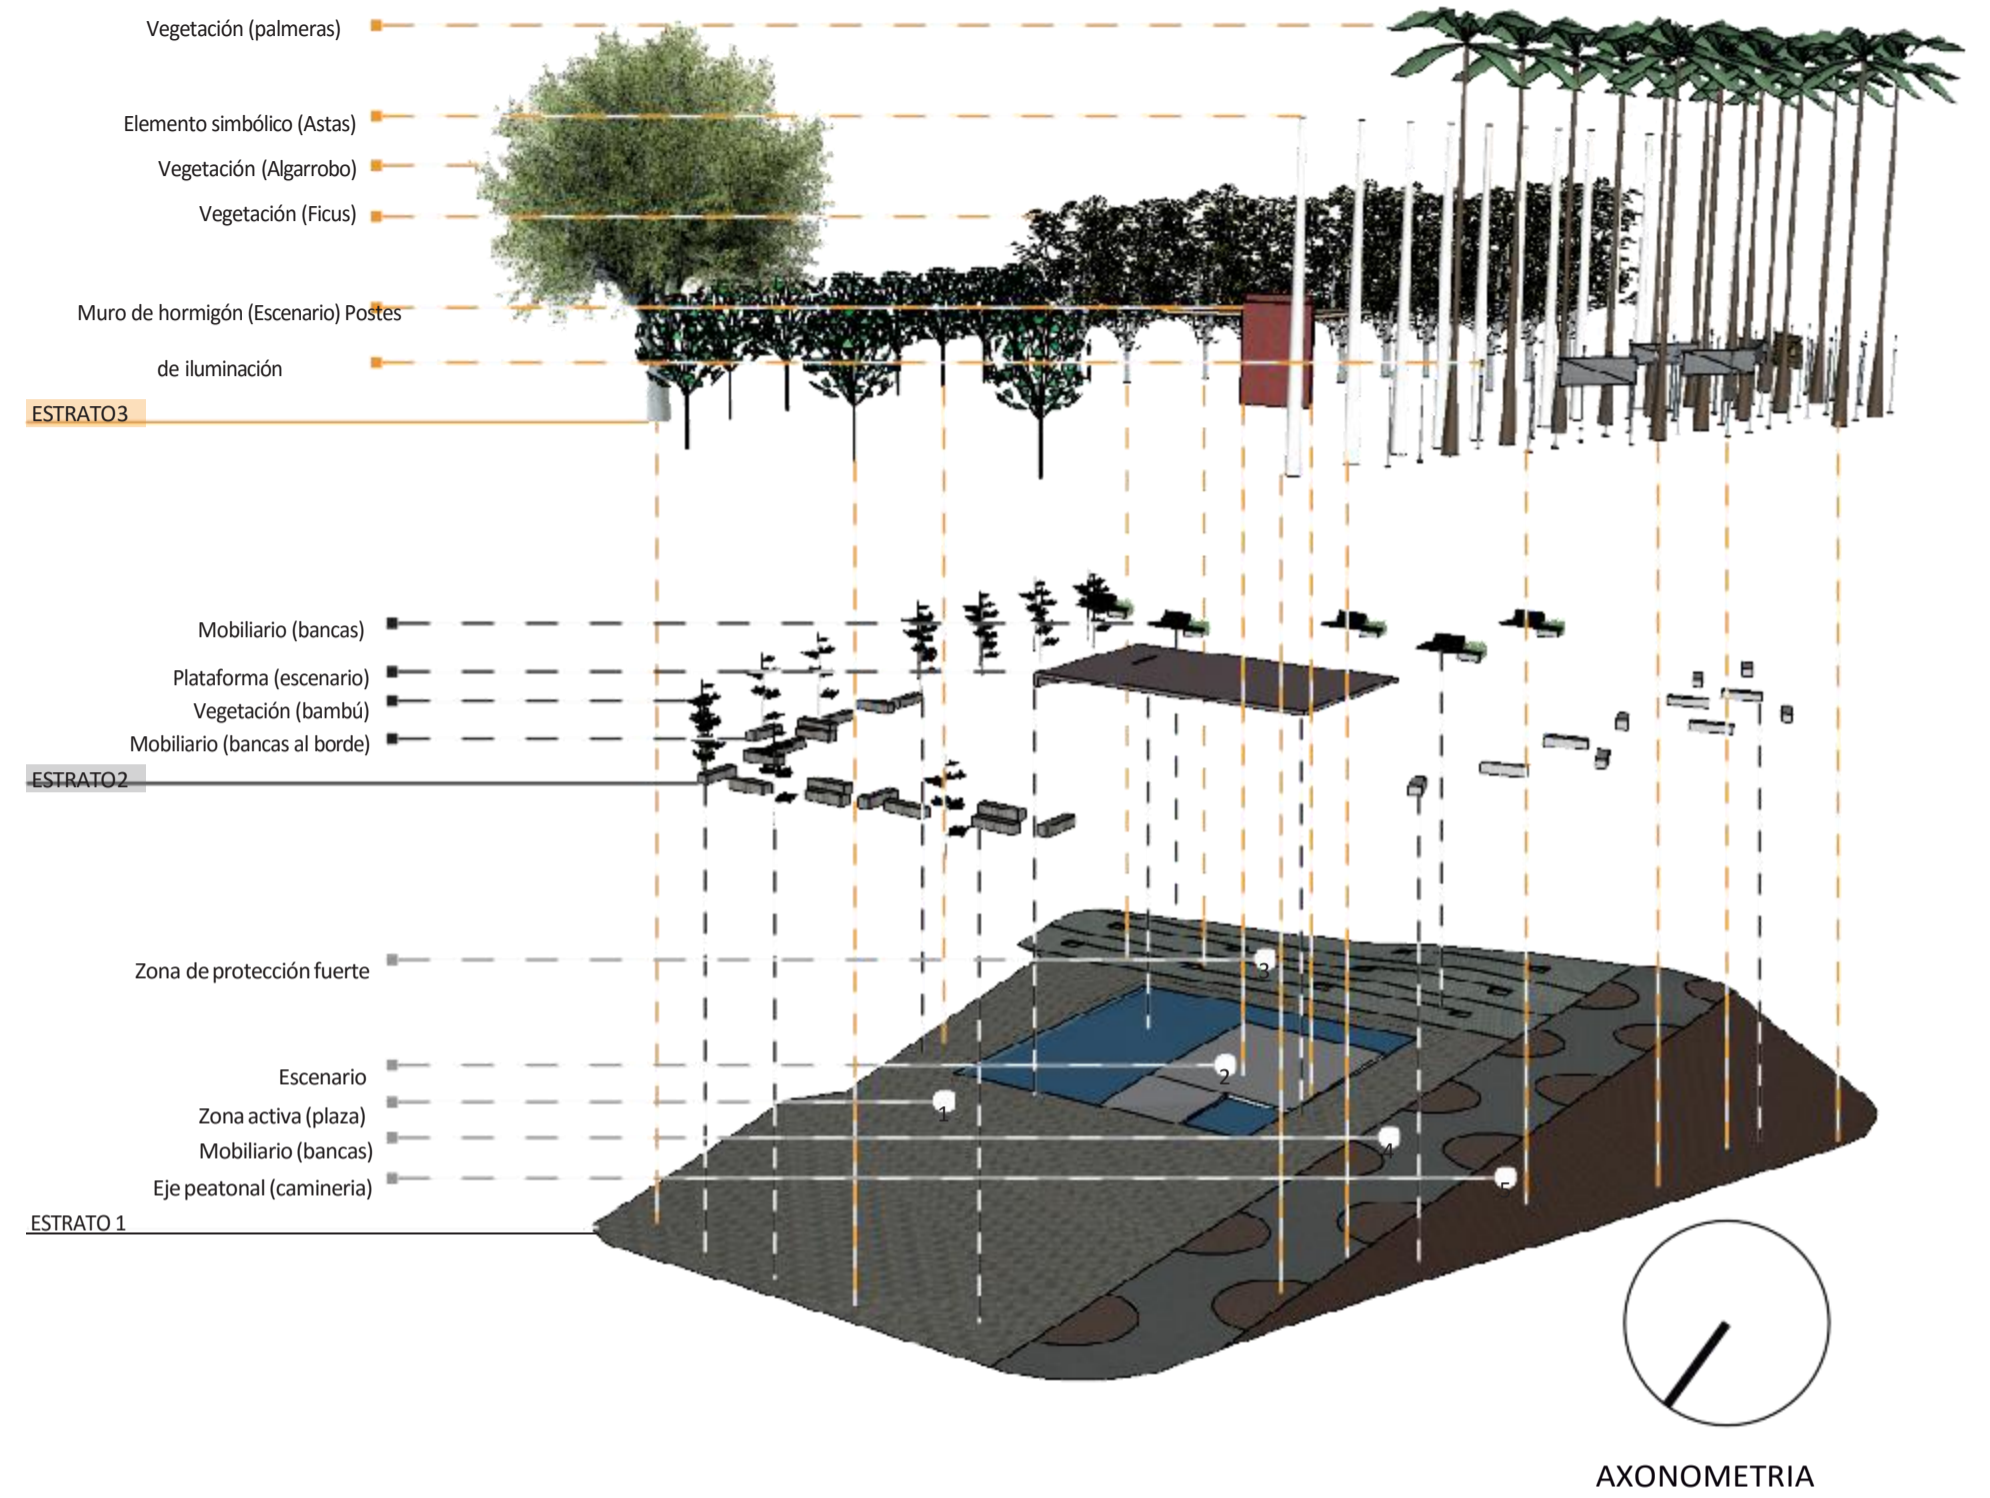 Vegetación (palmeras)
Elemento simbólico (Astas)
Vegetación (Algarrobo)
Vegetación (Ficus)
Muro de hormigón (Escenario) Postes
de iluminación
ESTRATO3
Mobiliario (bancas)
Plataforma (escenario)
Vegetación (bambú)
Mobiliario (bancas al borde)
ESTRATO2
Zona de protección fuerte
3
Escenario
2
Zona activa (plaza)
1
Mobiliario (bancas)
4
Eje peatonal (camineria)
5
ESTRATO 1
AXONOMETRIA